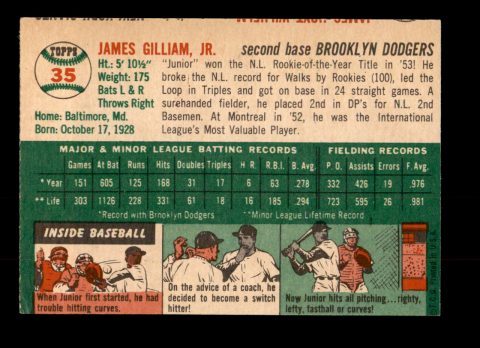 TOPPS
35
JAMES GILLIAM, JR.
second base BROOKLYN DODGERS
Ht.: 5' 10½"
Weight: 175
Bats L & R
Throws Right
Home: Baltimore, Md.
Born: October 17, 1928
"Junior" won the N.L. Rookie-of-the-Year Title in '53! He
broke the N.L. record for Walks by Rookies (100), led the
Loop in Triples and got on base in 24 straight games. A
surehanded fielder, he placed 2nd in DP's for N.L. 2nd
Basemen. At Montreal in '52, he was the International
League's Most Valuable Player.
MAJOR & MINOR LEAGUE BATTING RECORDS
FIELDING RECORDS
Games At Bat Runs Hits Doubles Triples H R R.B.I. B. Avg.
P. O. Assists Errors F. Avg.
* Year 151 605 125 168 31 17 6 63 .278 332 426 19 .976
** Life 303 1126 228 331 61 18 16 185 .294 642 508 26 .981
*Record with Brooklyn Dodgers
**Minor League Lifetime Record
INSIDE BASEBALL
When Junior first started, he had
trouble hitting curves.
On the advice of a coach, he
decided to become a switch
hitter!
Now Junior hits all pitching...righty,
lefty, fastball or curves!